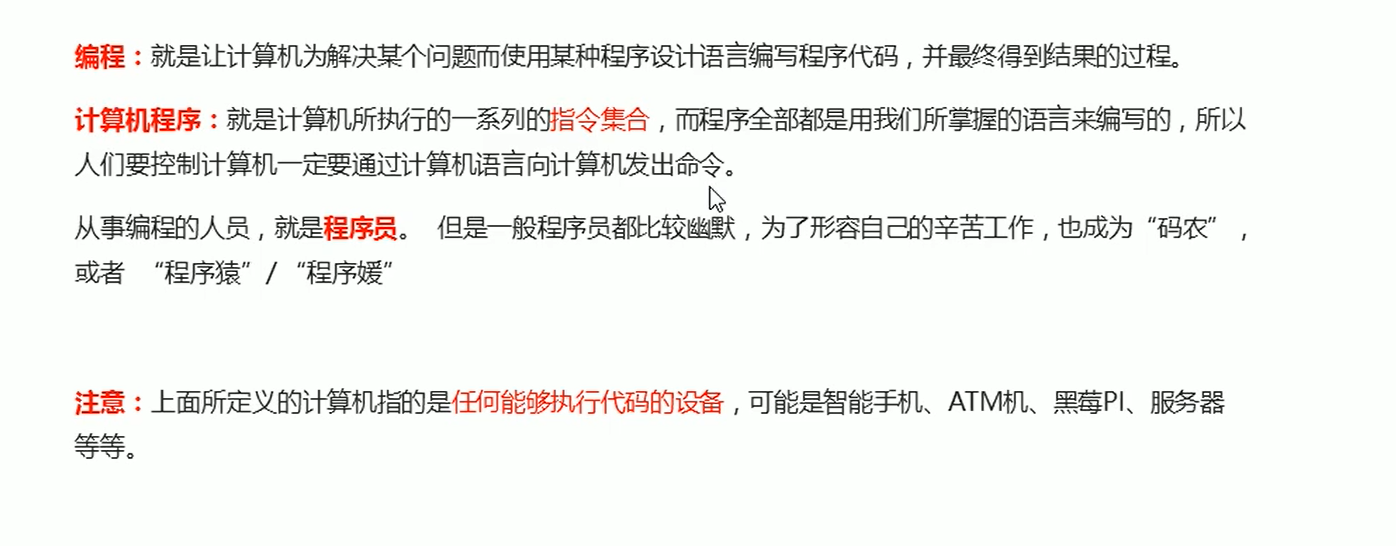 编程：就是让计算机为解决某个问题而使用某种程序设计语言编写程序代码，并最终得到结果的过程。
计算机程序：就是计算机所执行的一系列的指令集合，而程序全部都是用我们所掌握的语言来编写的，所以
人们要控制计算机一定要通过计算机语言向计算机发出命令。
从事编程的人员，就是程序员。 但是一般程序员都比较幽默，为了形容自己的辛苦工作，也成为“码农”，
或者 “程序猿”/ “程序媛”
注意：上面所定义的计算机指的是任何能够执行代码的设备，可能是智能手机、ATM机、黑莓PI、服务器
等等。